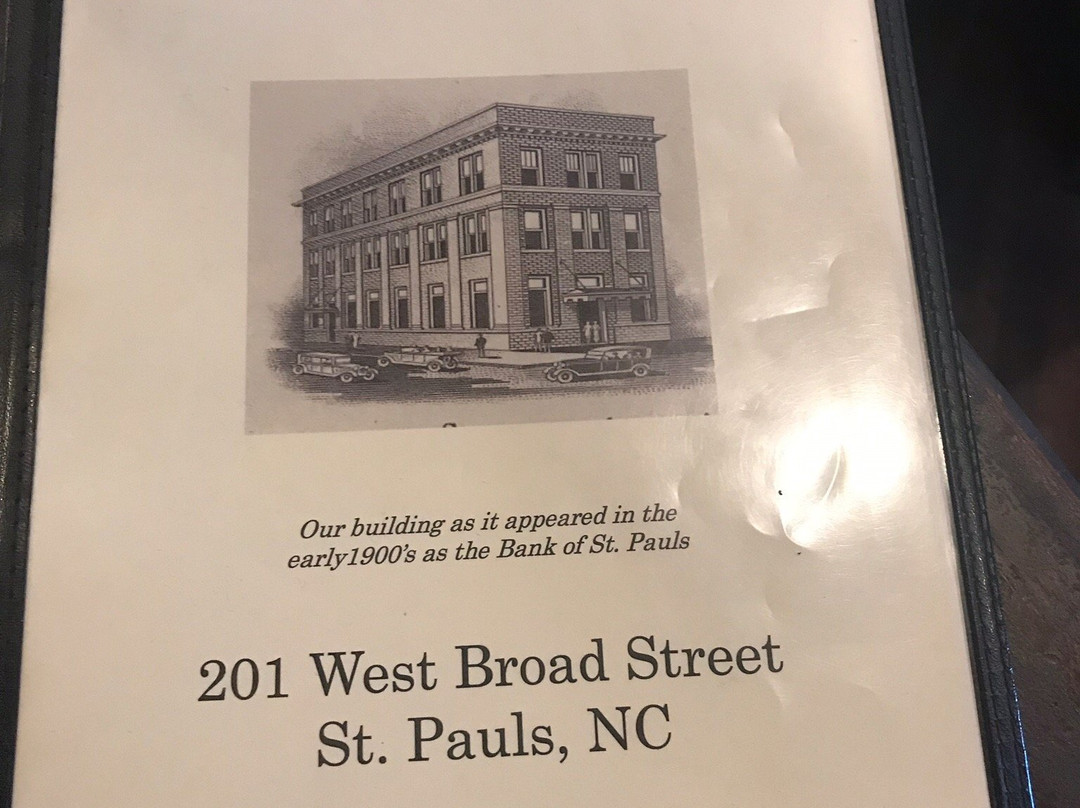 Our building as it appeared in the
early1900's as the Bank of St. Pauls
201 West Broad Street
St. Pauls, NC